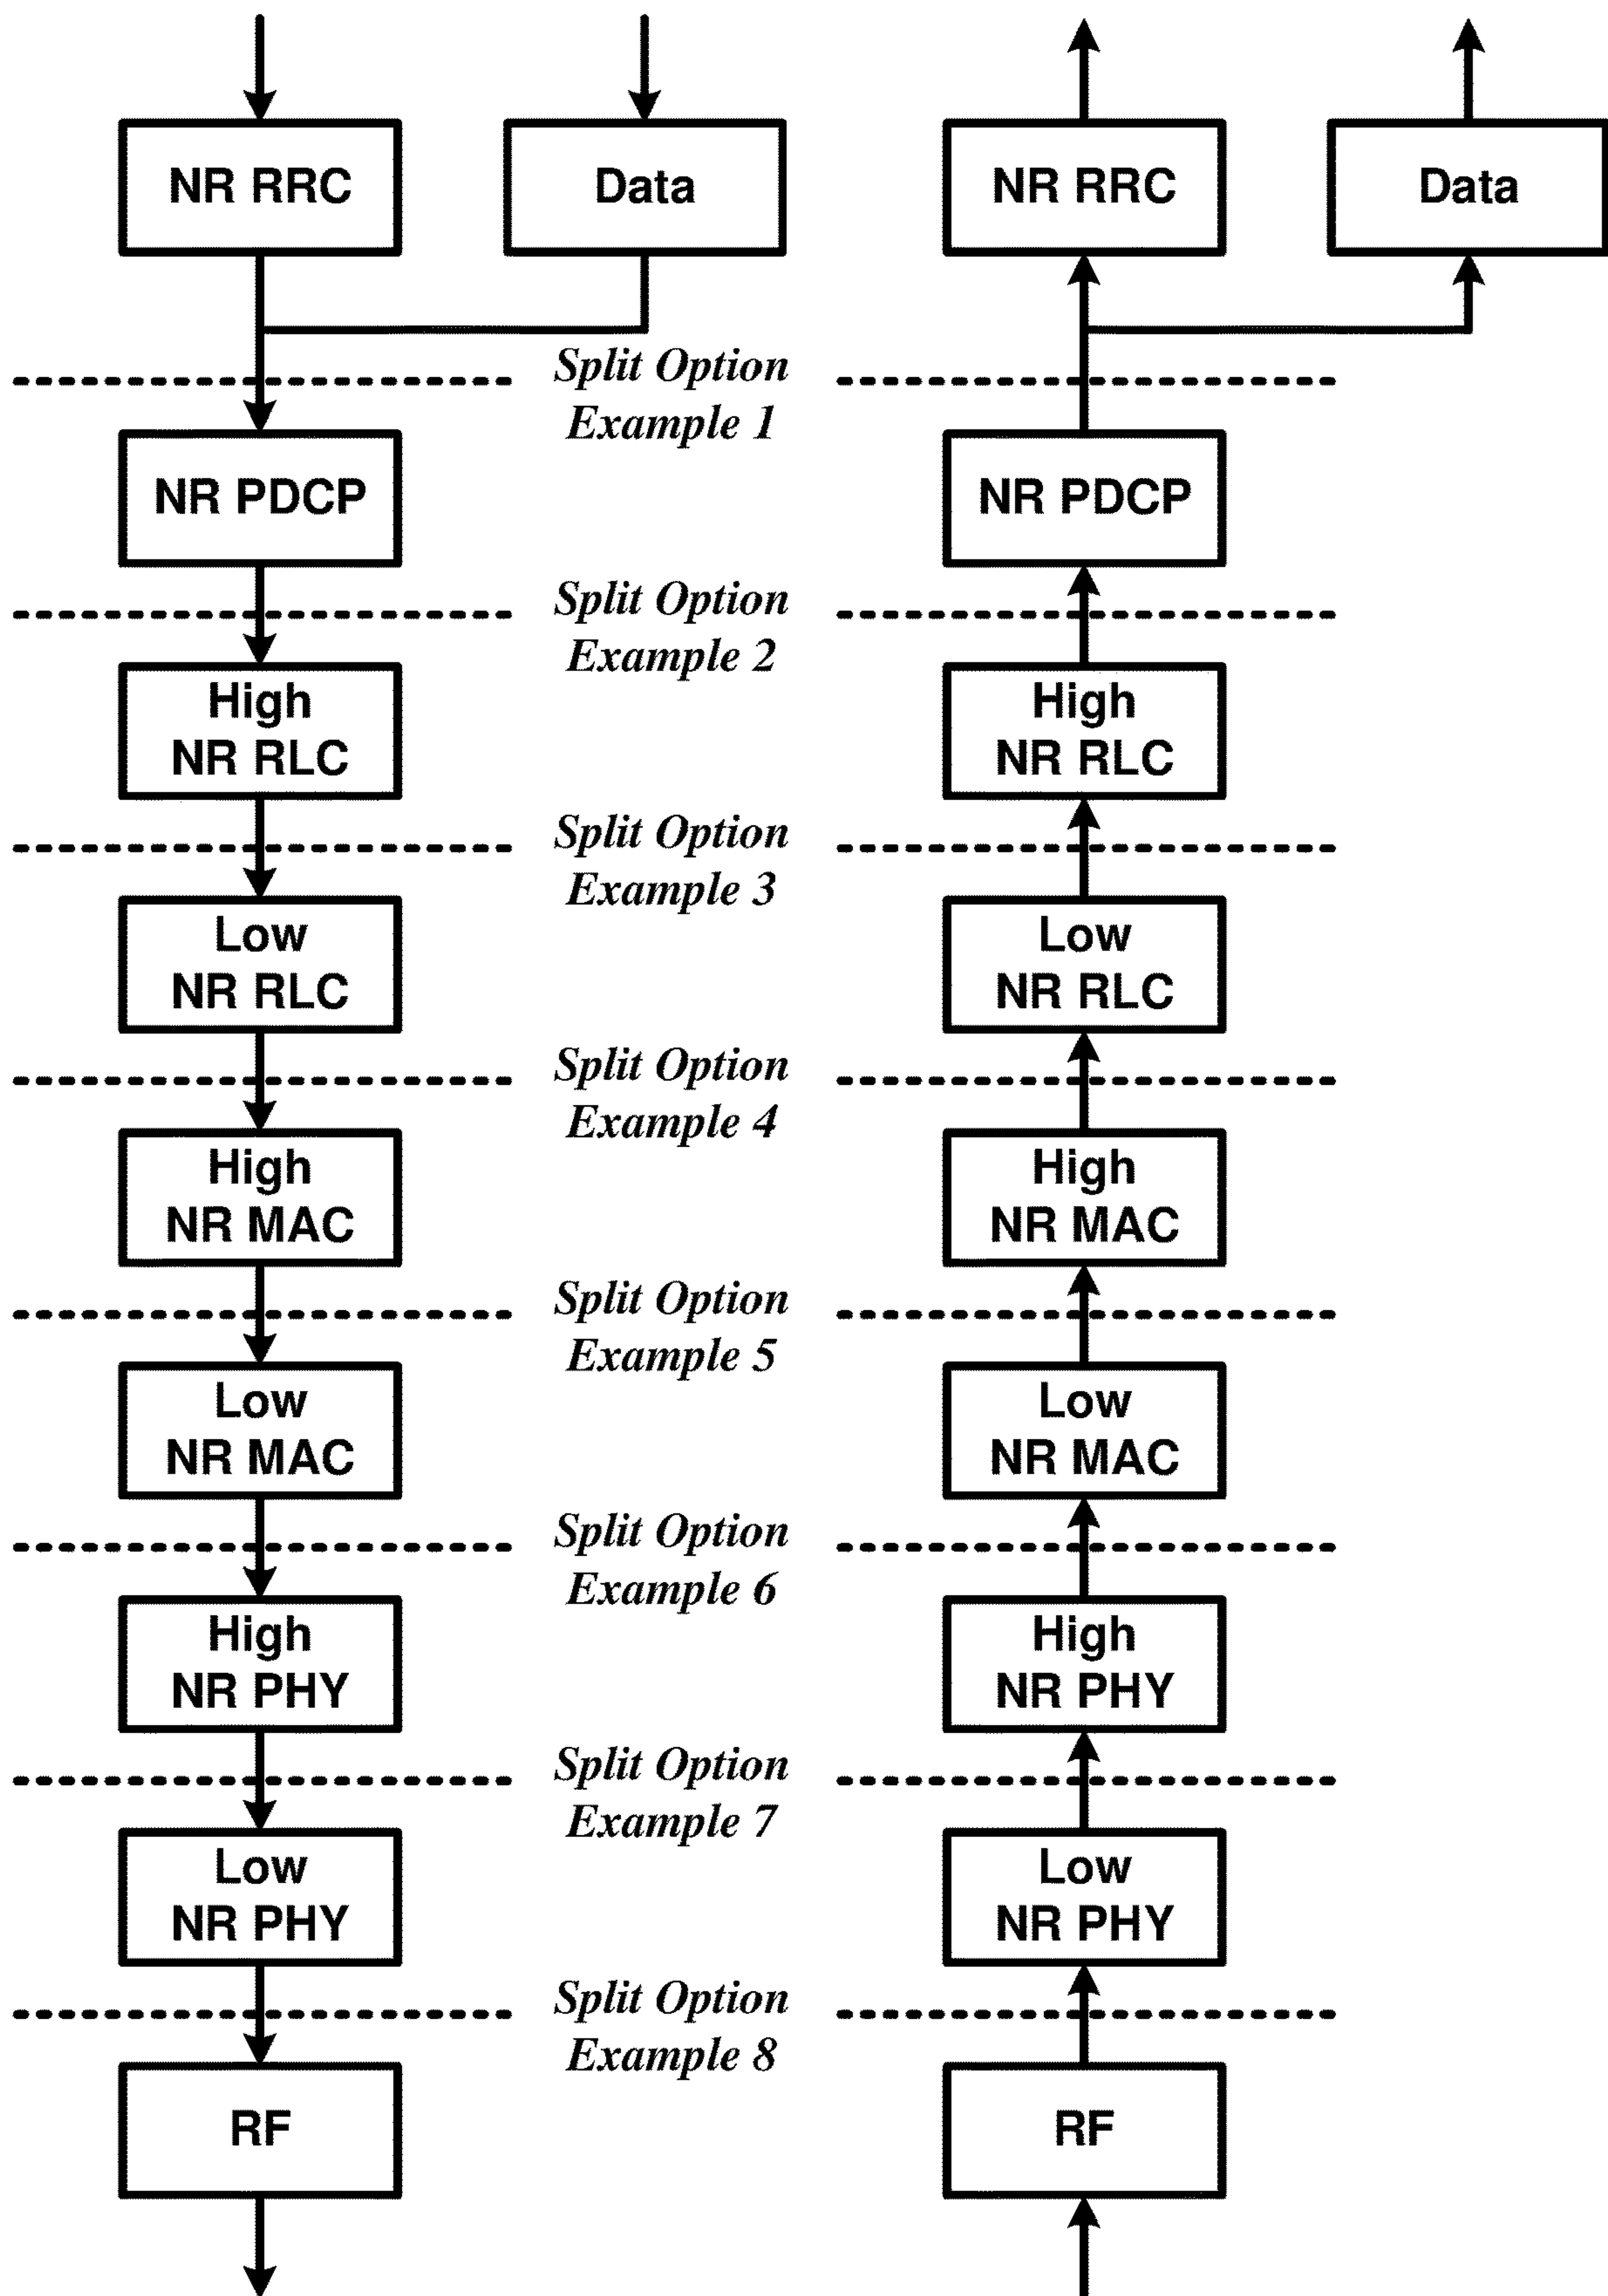 NR RRC
Data
NR RRC
Data
Split Option
Example 1
NR PDCP
NR PDCP
Split Option
Example 2
High
NR RLC
High
NR RLC
Split Option
Example 3
Low
NR RLC
Low
NR RLC
Split Option
Example 4
High
NR MAC
High
NR MAC
Split Option
Example 5
Low
NR MAC
Low
NR MAC
Split Option
Example 6
High
NR PHY
High
NR PHY
Split Option
Example 7
Low
NR PHY
Low
NR PHY
Split Option
Example 8
RF
RF